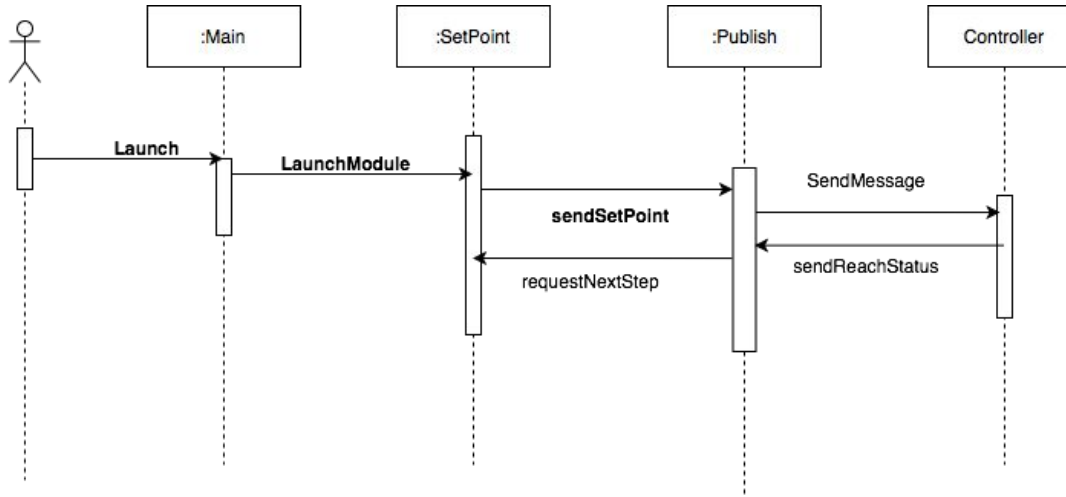 :Main
:SetPoint
:Publish
Controller
Launch
LaunchModule
sendSetPoint
SendMessage
requestNextStep
sendReachStatus